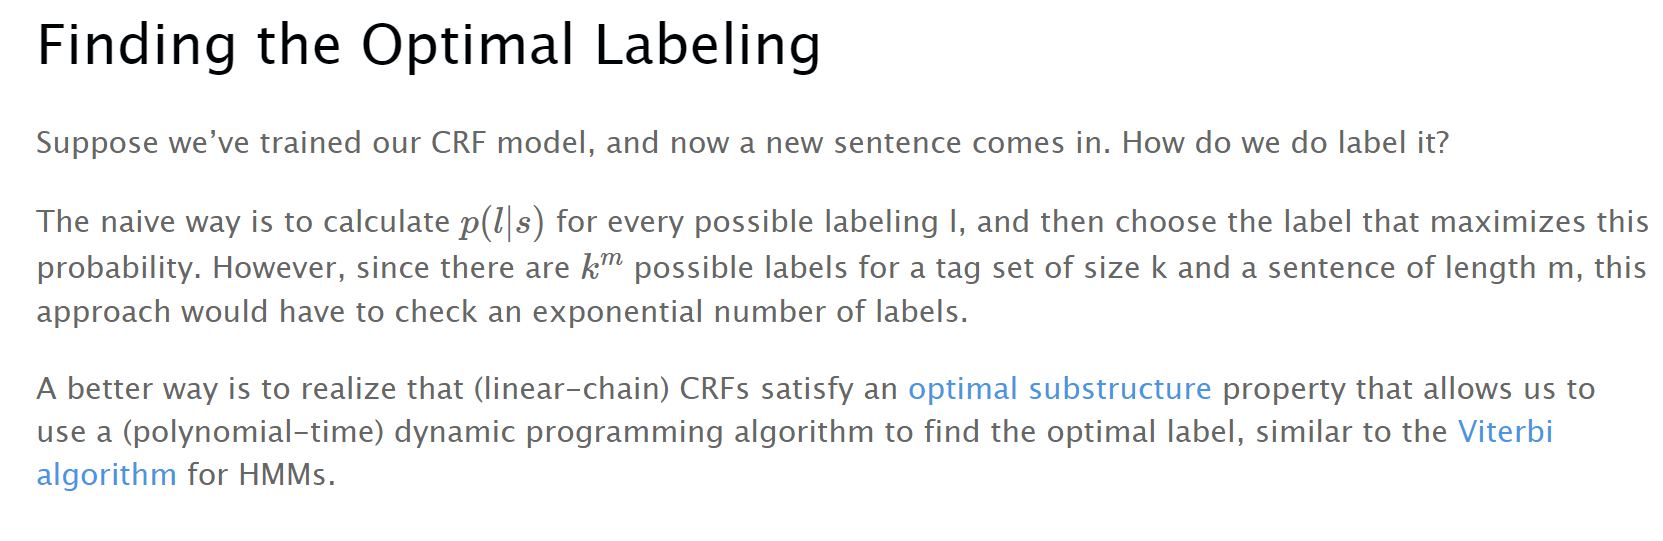 Finding the Optimal Labeling
Suppose we’ve trained our CRF model, and now a new sentence comes in. How do we do label it?
The naive way is to calculate p(l|s) for every possible labeling l, and then choose the label that maximizes this
probability. However, since there are k^m possible labels for a tag set of size k and a sentence of length m, this
approach would have to check an exponential number of labels.
A better way is to realize that (linear-chain) CRFs satisfy an optimal substructure property that allows us to
use a (polynomial-time) dynamic programming algorithm to find the optimal label, similar to the Viterbi
algorithm for HMMs.